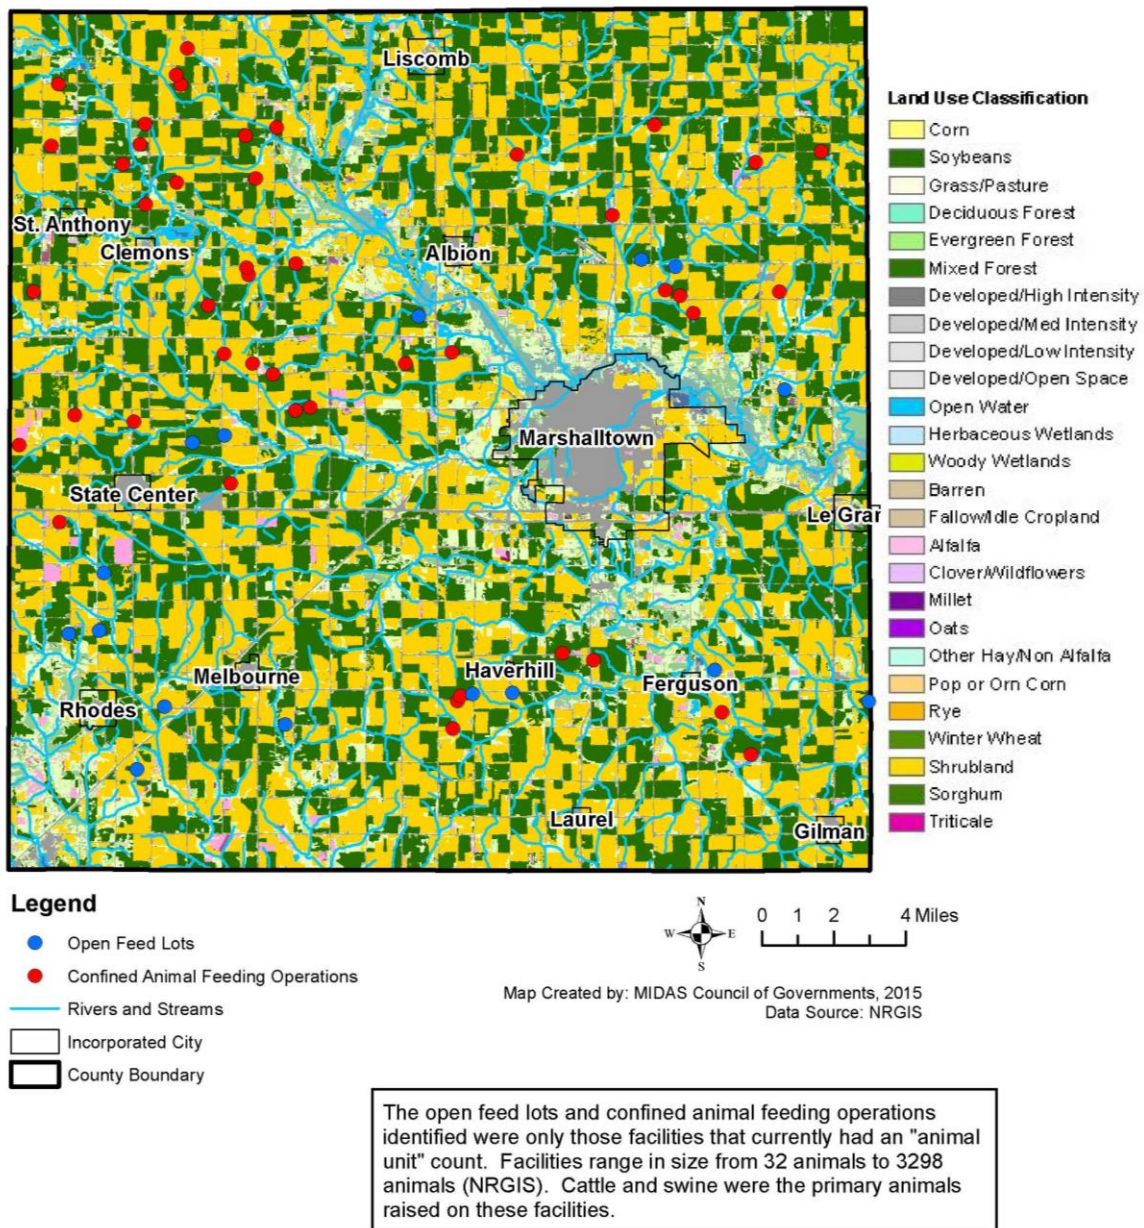 Liscomb
St. Anthony
Clemons
Albion
Marshalltown
State Center
Le Gran
Melbourne
Haverhill
Ferguson
Rhodes
Laurel
Gilman
Land Use Classification
Corn
Soybeans
Grass/Pasture
Deciduous Forest
Evergreen Forest
Mixed Forest
Developed/High Intensity
Developed/Med Intensity
Developed/Low Intensity
Developed/Open Space
Open Water
Herbaceous Wetlands
Woody Wetlands
Barren
Fallow/Idle Cropland
Alfalfa
Clover/Wildflowers
Millet
Oats
Other Hay/Non Alfalfa
Pop or Orn Corn
Rye
Winter Wheat
Shrubland
Sorghum
Triticale
Legend
Open Feed Lots
Confined Animal Feeding Operations
Rivers and Streams
Incorporated City
County Boundary
N
W E
S
0 1 2 4 Miles
Map Created by: MIDAS Council of Governments, 2015
Data Source: NRGIS
The open feed lots and confined animal feeding operations
identified were only those facilities that currently had an "animal
unit" count. Facilities range in size from 32 animals to 3298
animals (NRGIS). Cattle and swine were the primary animals
raised on these facilities.